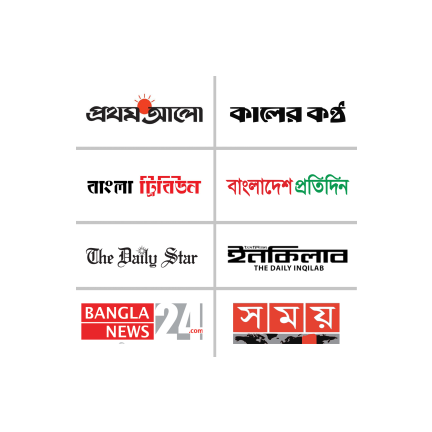 প্রথম আলো
কালের কণ্ঠ
বাংলা ট্রিবিউন
বাংলাদেশ প্রতিদিন
The Daily Star
ইনকিলাব
THE DAILY INQILAB
BANGLA
NEWS
24
.com
সময়